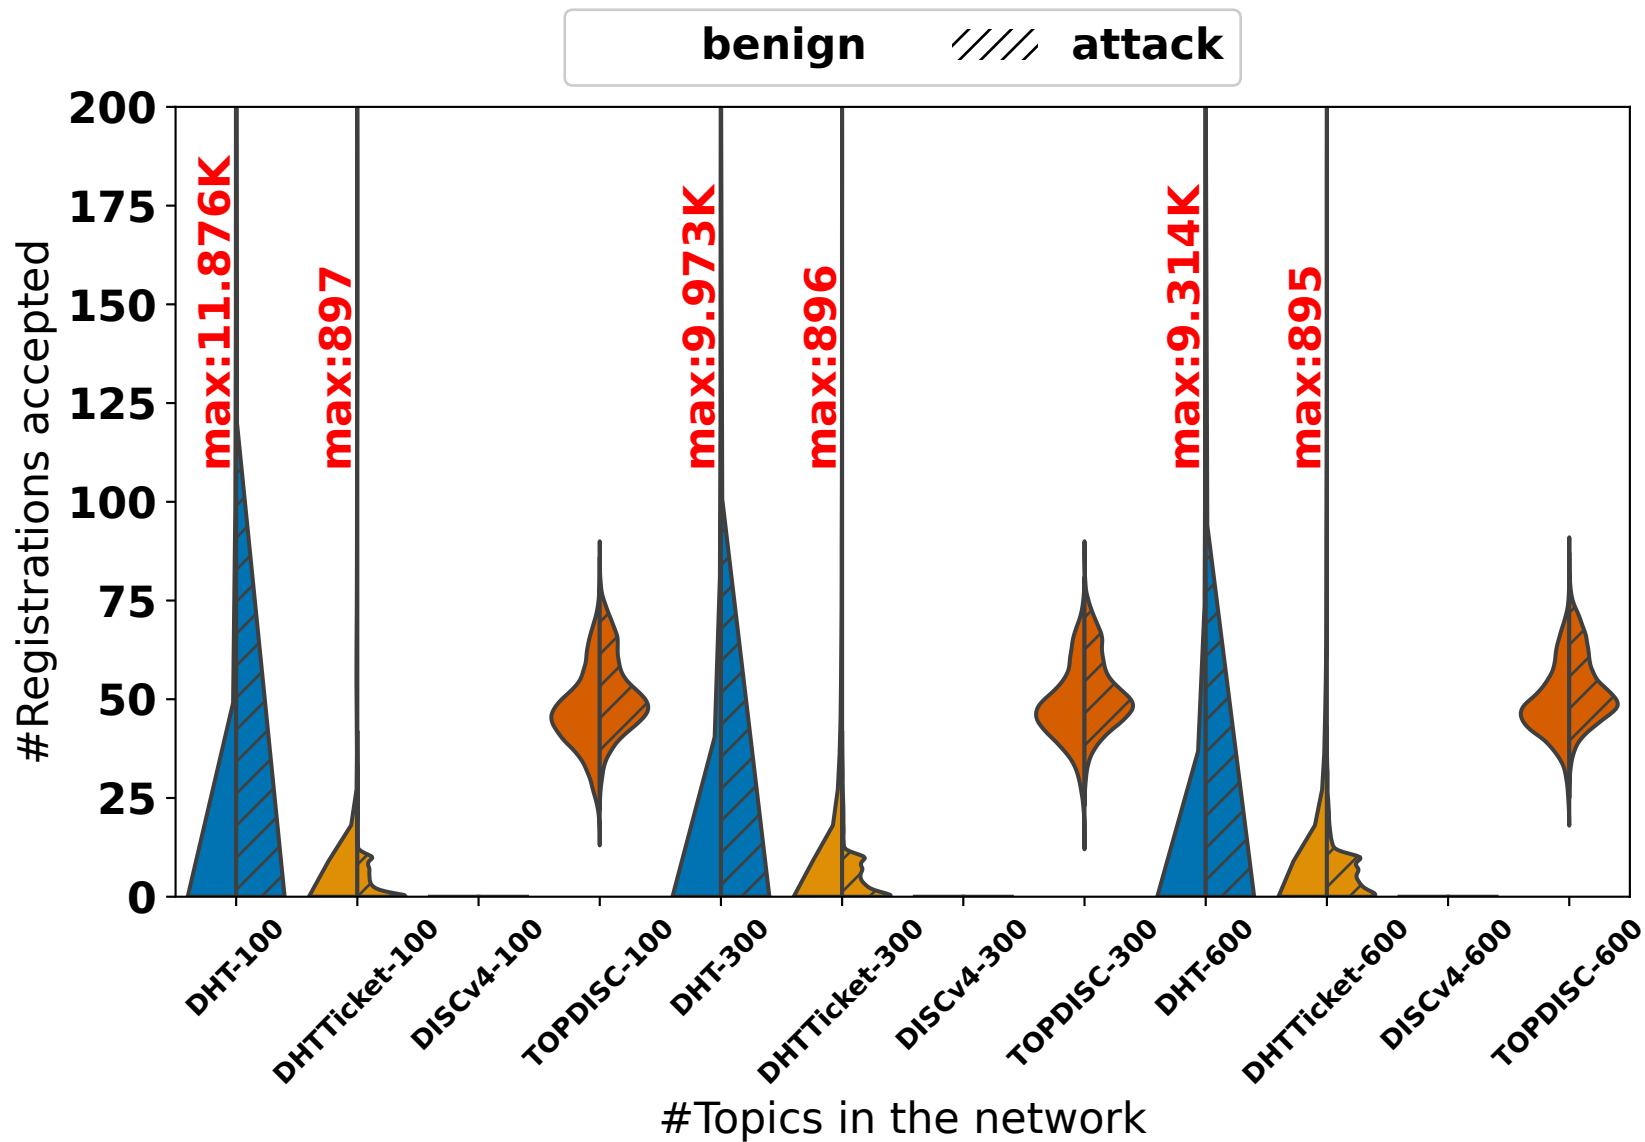 benign attack
200
175
150
125
100
75
50
25
0
#Registrations accepted
max:11.876K
max:897
max:9.973K
max:896
max:9.314K
max:895
DHT-100
DHTTicket-100
DISCv4-100
TOPDISC-100
DHT-300
DHTTicket-300
DISCv4-300
TOPDISC-300
DHT-600
DHTTicket-600
DISCv4-600
TOPDISC-600
#Topics in the network